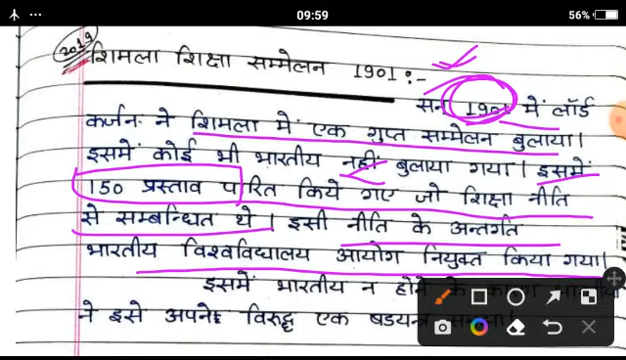 09:59
56%
2019
शिमला शिक्षा सम्मेलन 1901:-
सन 1901 में लॉर्ड
कर्जन ने शिमला में एक गुप्त सम्मेलन बुलाया।
इसमें कोई भी भारतीय नहीं बुलाया गया। इसमें
150 प्रस्ताव पारित किये गए जो शिक्षा नीति
से सम्बन्धित थे। इसी नीति के अन्तर्गत
भारतीय विश्वविद्यालय आयोग नियुक्त किया गया।
इसमें भारतीय न होने के कारण
ने इसे अपने विरुद्ध एक षडयन्त्र